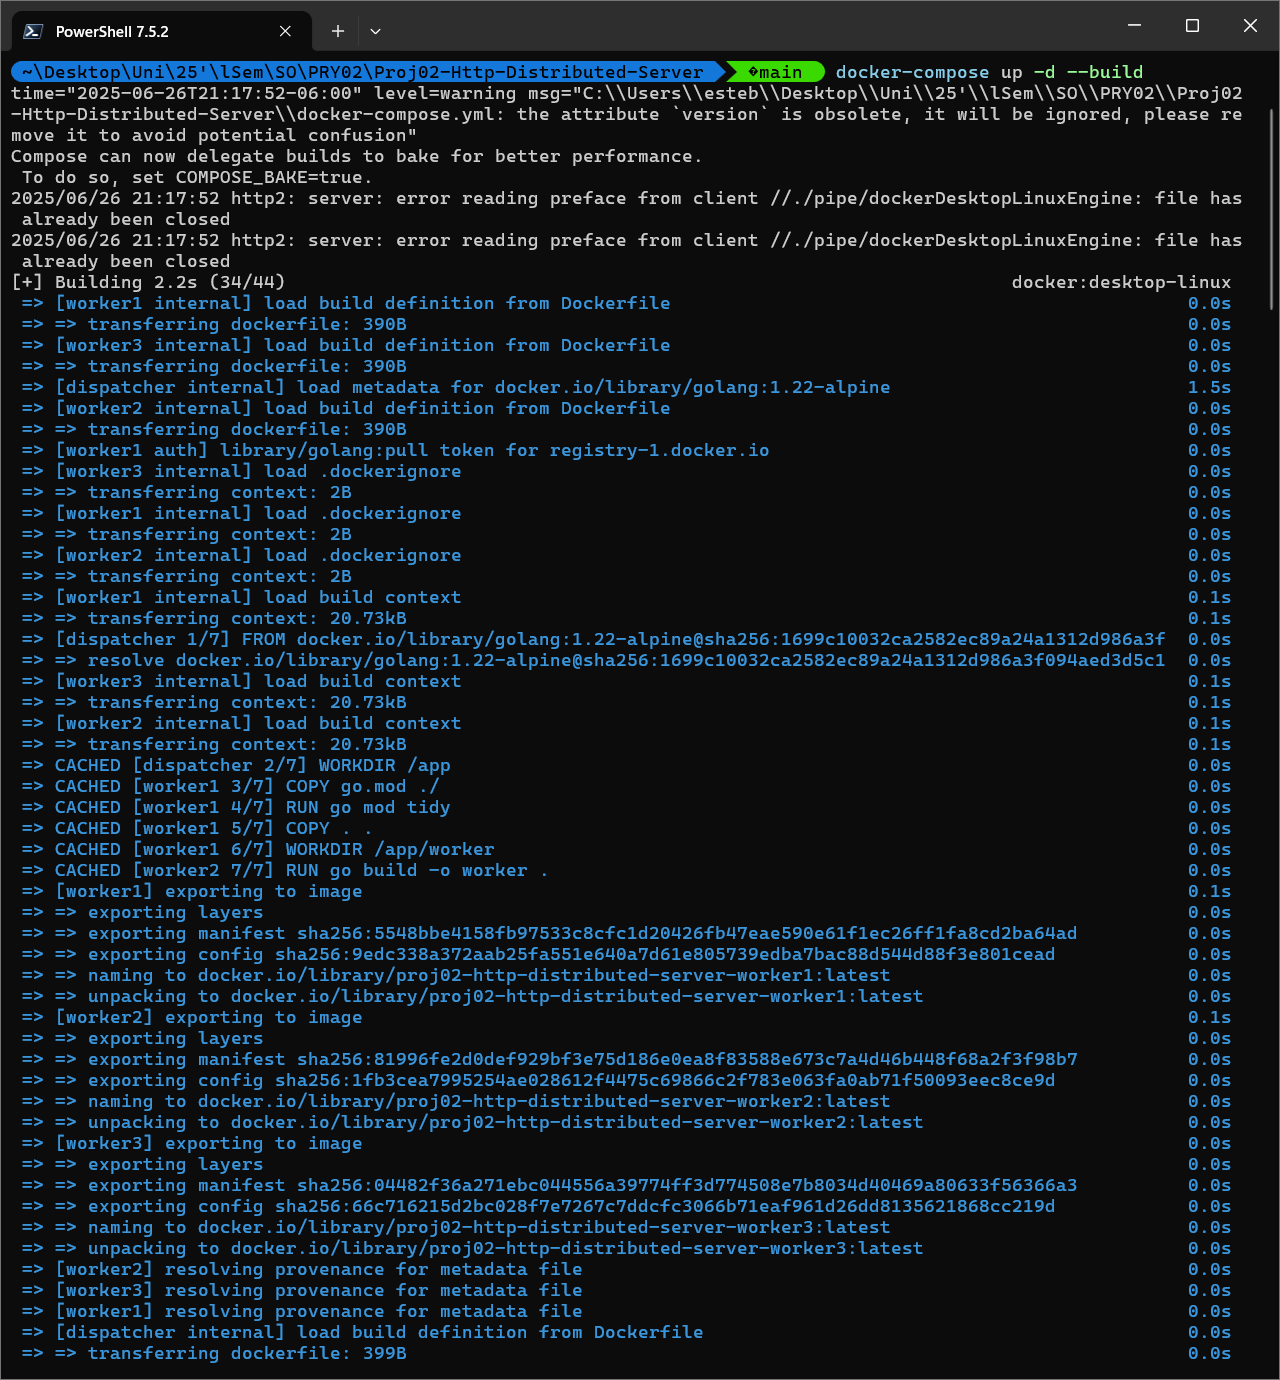 PowerShell 7.5.2
~\Desktop\Uni\25'\lSem\SO\PRY02\Proj02-Http-Distributed-Server �main docker-compose up -d --build
time="2025-06-26T21:17:52-06:00" level=warning msg="C:\\Users\\esteb\\Desktop\\Uni\\25'\\lSem\\SO\\PRY02\\Proj02
-Http-Distributed-Server\\docker-compose.yml: the attribute `version` is obsolete, it will be ignored, please re
move it to avoid potential confusion"
Compose can now delegate builds to bake for better performance.
 To do so, set COMPOSE_BAKE=true.
2025/06/26 21:17:52 http2: server: error reading preface from client //./pipe/dockerDesktopLinuxEngine: file has
 already been closed
2025/06/26 21:17:52 http2: server: error reading preface from client //./pipe/dockerDesktopLinuxEngine: file has
 already been closed
[+] Building 2.2s (34/44) docker:desktop-linux
 => [worker1 internal] load build definition from Dockerfile 0.0s
 => => transferring dockerfile: 390B 0.0s
 => [worker3 internal] load build definition from Dockerfile 0.0s
 => => transferring dockerfile: 390B 0.0s
 => [dispatcher internal] load metadata for docker.io/library/golang:1.22-alpine 1.5s
 => [worker2 internal] load build definition from Dockerfile 0.0s
 => => transferring dockerfile: 390B 0.0s
 => [worker1 auth] library/golang:pull token for registry-1.docker.io 0.0s
 => [worker3 internal] load .dockerignore 0.0s
 => => transferring context: 2B 0.0s
 => [worker1 internal] load .dockerignore 0.0s
 => => transferring context: 2B 0.0s
 => [worker2 internal] load .dockerignore 0.0s
 => => transferring context: 2B 0.0s
 => [worker1 internal] load build context 0.1s
 => => transferring context: 20.73kB 0.1s
 => [dispatcher 1/7] FROM docker.io/library/golang:1.22-alpine@sha256:1699c10032ca2582ec89a24a1312d986a3f 0.0s
 => => resolve docker.io/library/golang:1.22-alpine@sha256:1699c10032ca2582ec89a24a1312d986a3f094aed3d5c1 0.0s
 => [worker3 internal] load build context 0.1s
 => => transferring context: 20.73kB 0.1s
 => [worker2 internal] load build context 0.1s
 => => transferring context: 20.73kB 0.1s
 => CACHED [dispatcher 2/7] WORKDIR /app 0.0s
 => CACHED [worker1 3/7] COPY go.mod ./ 0.0s
 => CACHED [worker1 4/7] RUN go mod tidy 0.0s
 => CACHED [worker1 5/7] COPY . . 0.0s
 => CACHED [worker1 6/7] WORKDIR /app/worker 0.0s
 => CACHED [worker2 7/7] RUN go build -o worker . 0.0s
 => [worker1] exporting to image 0.1s
 => => exporting layers 0.0s
 => => exporting manifest sha256:5548bbe4158fb97533c8cfc1d20426fb47eae590e61f1ec26ff1fa8cd2ba64ad 0.0s
 => => exporting config sha256:9edc338a372aab25fa551e640a7d61e805739edba7bac88d544d88f3e801cead 0.0s
 => => naming to docker.io/library/proj02-http-distributed-server-worker1:latest 0.0s
 => => unpacking to docker.io/library/proj02-http-distributed-server-worker1:latest 0.0s
 => [worker2] exporting to image 0.1s
 => => exporting layers 0.0s
 => => exporting manifest sha256:81996fe2d0def929bf3e75d186e0ea8f83588e673c7a4d46b448f68a2f3f98b7 0.0s
 => => exporting config sha256:1fb3cea7995254ae028612f4475c69866c2f783e063fa0ab71f50093eec8ce9d 0.0s
 => => naming to docker.io/library/proj02-http-distributed-server-worker2:latest 0.0s
 => => unpacking to docker.io/library/proj02-http-distributed-server-worker2:latest 0.0s
 => [worker3] exporting to image 0.0s
 => => exporting layers 0.0s
 => => exporting manifest sha256:04482f36a271ebc044556a39774ff3d774508e7b8034d40469a80633f56366a3 0.0s
 => => exporting config sha256:66c716215d2bc028f7e7267c7ddcfc3066b71eaf961d26dd8135621868cc219d 0.0s
 => => naming to docker.io/library/proj02-http-distributed-server-worker3:latest 0.0s
 => => unpacking to docker.io/library/proj02-http-distributed-server-worker3:latest 0.0s
 => [worker2] resolving provenance for metadata file 0.0s
 => [worker3] resolving provenance for metadata file 0.0s
 => [worker1] resolving provenance for metadata file 0.0s
 => [dispatcher internal] load build definition from Dockerfile 0.0s
 => => transferring dockerfile: 399B 0.0s